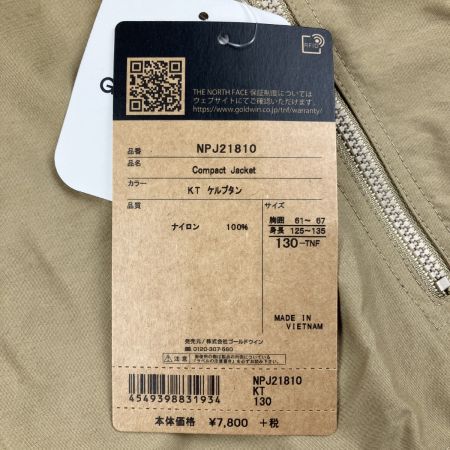 G
RFID
THE NORTH FACE 保証制度については
ウェブサイトにてご確認いただけます。
www.goldwin.co.jp/tnf/warranty/
品番 NPJ21810
品名 Compact Jacket
カラー KT ケルプタン
品質 サイズ
ナイロン 100%
胸囲 61~ 67
身長 125~135
130-TNF
MADE IN
VIETNAM
発売元/株式会社ゴールドウイン
0120-307-560
注意
4549398831934
NPJ21810
KT
130
本体価格 ¥7,800 +税